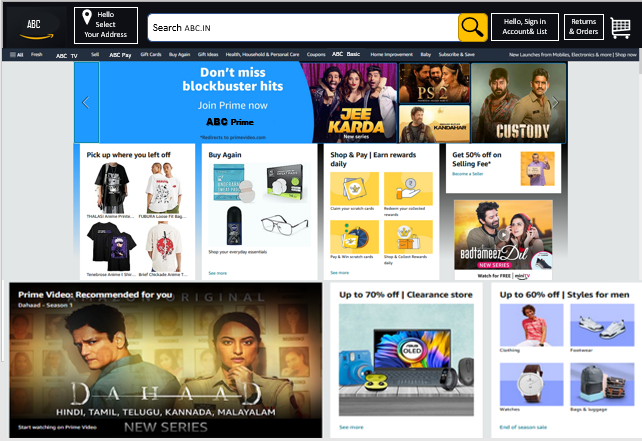 ABC
Hello
Select
Your Address
Search ABC.IN
Hello, Sign in
Account& List
Returns
& Orders
All Fresh ABC TV Sell ABC Pay Gift Cards Buy Again Gift Ideas Health, Household & Personal Care Coupons ABC Basic Home Improvement Baby Subscribe & Save New Launches from Mobiles, Electronics & more | Shop now
Don't miss
blockbuster hits
Join Prime now
ABC Prime
*Redirects to primevideo.com
JEE
KARDA
New series
PS2
KANDAHAR
CUSTODY
Pick up where you left off
THALASI Anime Printe...
FUBURA Loose Fit Bag...
Tenebrose Anime I Shir...
Brief Chickade Anime T...
Buy Again
Shop your everyday essentials
See more
Shop & Pay | Earn rewards
daily
Claim your scratch cards
Redeem your collected
rewards
Pay & Win scratch cards
Shop & Collect Rewards
daily
See more
Get 50% off on
Selling Fee*
Become a Seller
Badtameez
Dil
NEW SERIES
Watch for FREE miniTV
Prime Video: Recommended for you
Dahaad - Season 1
ORIGINAL
DAHAAD
HINDI, TAMIL, TELUGU, KANNADA, MALAYALAM
NEW SERIES
Start watching on Prime Video
Up to 70% off | Clearance store
ASUS
OLED
See more
Up to 60% off | Styles for men
Clothing
Footwear
Watches
Bags & luggage
End of season sale